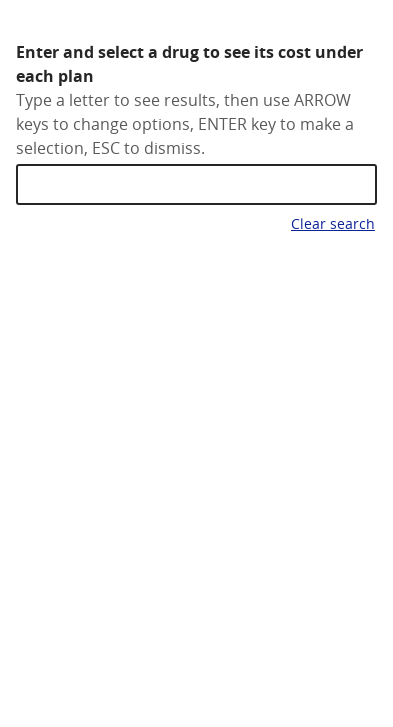 Enter and select a drug to see its cost under
each plan
Type a letter to see results, then use ARROW
keys to change options, ENTER key to make a
selection, ESC to dismiss.
Clear search